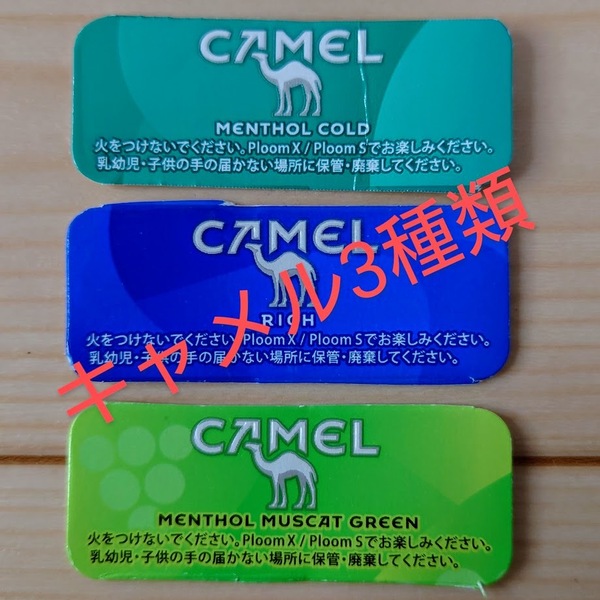 CAMEL
MENTHOL COLD
火をつけないでください。Ploom X / Ploom Sでお楽しみください。
乳幼児・子供の手の届かない場所に保管・廃棄してください。
CAMEL
RICH
火をつけないでください。Ploom X / Ploom Sでお楽しみください。
乳幼児・子供の手の届かない場所に保管・廃棄してください。
キャメル3種類
CAMEL
MENTHOL MUSCAT GREEN
火をつけないでください。Ploom X / Ploom Sでお楽しみください。
乳幼児・子供の手の届かない場所に保管・廃棄してください。